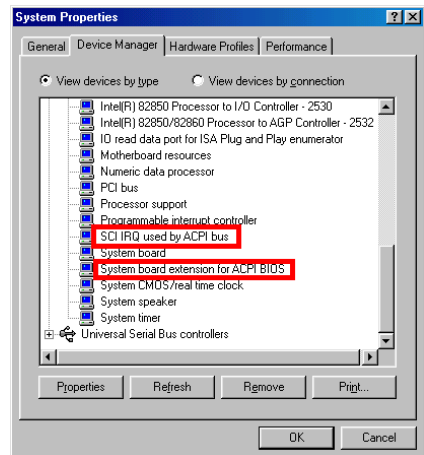 System Properties
General Device Manager Hardware Profiles Performance
View devices by type View devices by connection
Intel(R) 82850 Processor to I/O Controller - 2530
Intel(R) 82850/82860 Processor to AGP Controller - 2532
IO read data port for ISA Plug and Play enumerator
Motherboard resources
Numeric data processor
PCI bus
Processor support
Programmable interrupt controller
SCI IRQ used by ACPI bus
System board
System board extension for ACPI BIOS
System CMOS/real time clock
System speaker
System timer
Universal Serial Bus controllers
Properties Refresh Remove Print...
OK Cancel